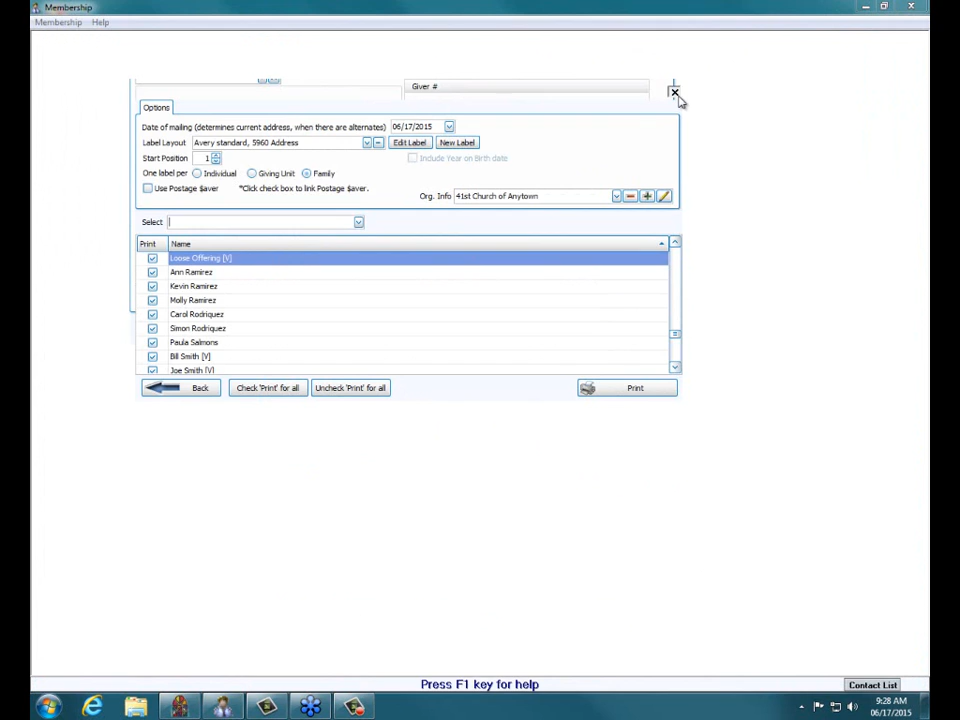 Membership
Membership Help
Giver #
Options
Date of mailing (determines current address, when there are alternates) 06/17/2015
Label Layout Avery standard, 5960 Address Edit Label New Label
Start Position 1 Include Year on Birth date
One label per Individual Giving Unit Family
Use Postage $aver *Click check box to link Postage $aver.
Org. Info 41st Church of Anytown
Select
Print Name
Loose Offering [V]
Ann Ramirez
Kevin Ramirez
Molly Ramirez
Carol Rodriquez
Simon Rodriquez
Paula Salmons
Bill Smith [V]
Joe Smith [V]
Back Check 'Print' for all Uncheck 'Print' for all Print
Press F1 key for help Contact List
9:28 AM
06/17/2015